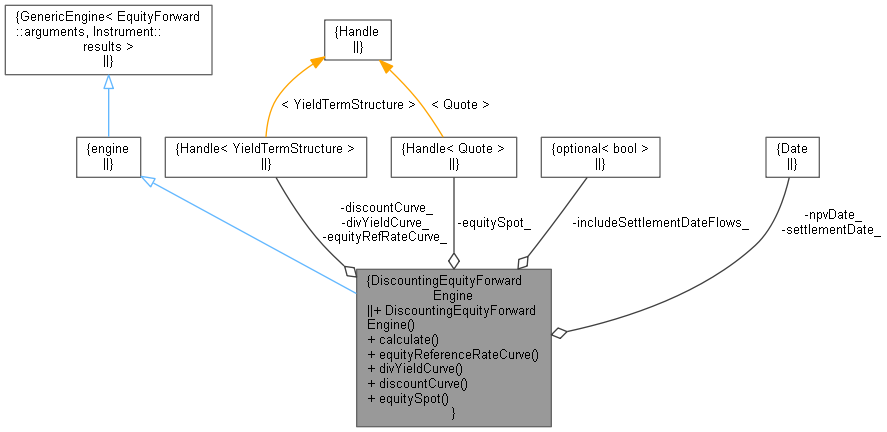 {GenericEngine< EquityForward
::arguments, Instrument::
results >
||}
{Handle
||}
< YieldTermStructure >
< Quote >
{engine
||}
{Handle< YieldTermStructure >
||}
{Handle< Quote >
||}
{optional< bool >
||}
{Date
||}
-discountCurve_
-divYieldCurve_
-equityRefRateCurve_
-equitySpot_
-includeSettlementDateFlows_
-npvDate_
-settlementDate_
{DiscountingEquityForward
Engine
||+ DiscountingEquityForward
Engine()
+ calculate()
+ equityReferenceRateCurve()
+ divYieldCurve()
+ discountCurve()
+ equitySpot()
}